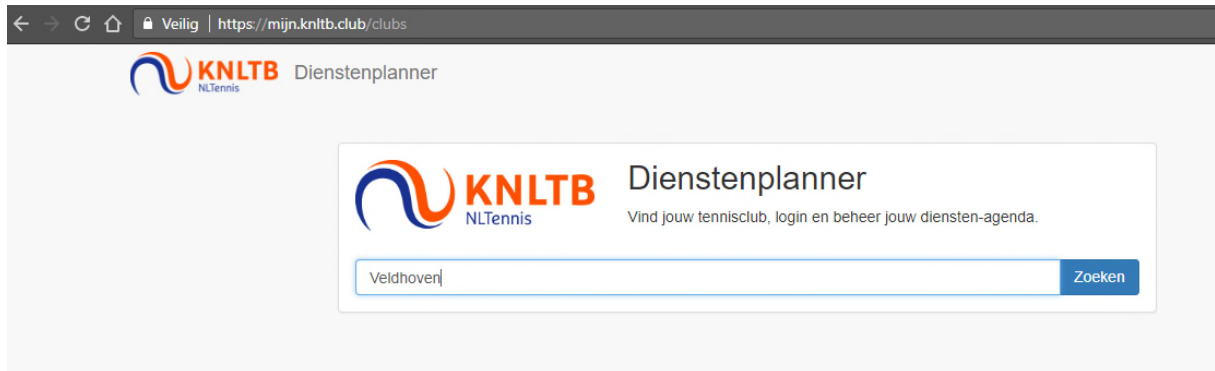 Veilig | https://mijn.knltb.club/clubs
KNLTB
NLTennis
Dienstenplanner
KNLTB
NLTennis
Dienstenplanner
Vind jouw tennisclub, login en beheer jouw diensten-agenda.
Veldhoven
Zoeken